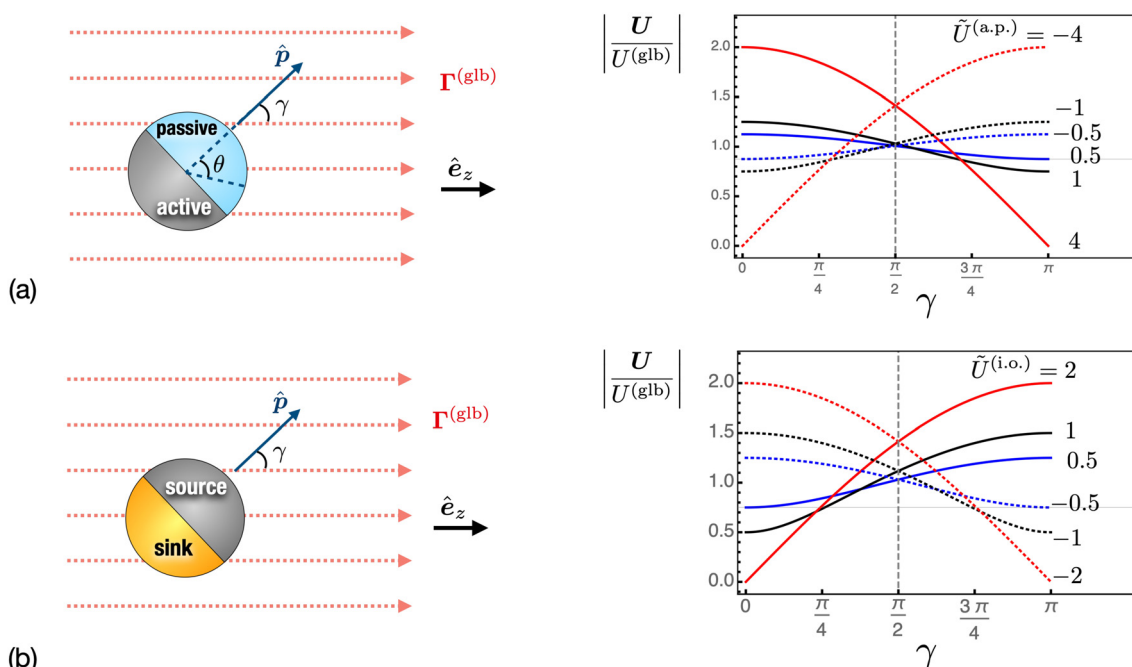 p̂
Γ^(glb)
γ
passive
θ
active
ê_z
(a)
|U / U^(glb)|
Ũ^(a.p.) = −4
2.0
1.5
1.0
0.5
0.0
−1
−0.5
0.5
1
4
0 π/4 π/2 3π/4 π
γ
p̂
Γ^(glb)
γ
source
sink
ê_z
(b)
|U / U^(glb)|
Ũ^(i.o.) = 2
2.0
1.5
1.0
0.5
0.0
1
0.5
−0.5
−1
−2
0 π/4 π/2 3π/4 π
γ